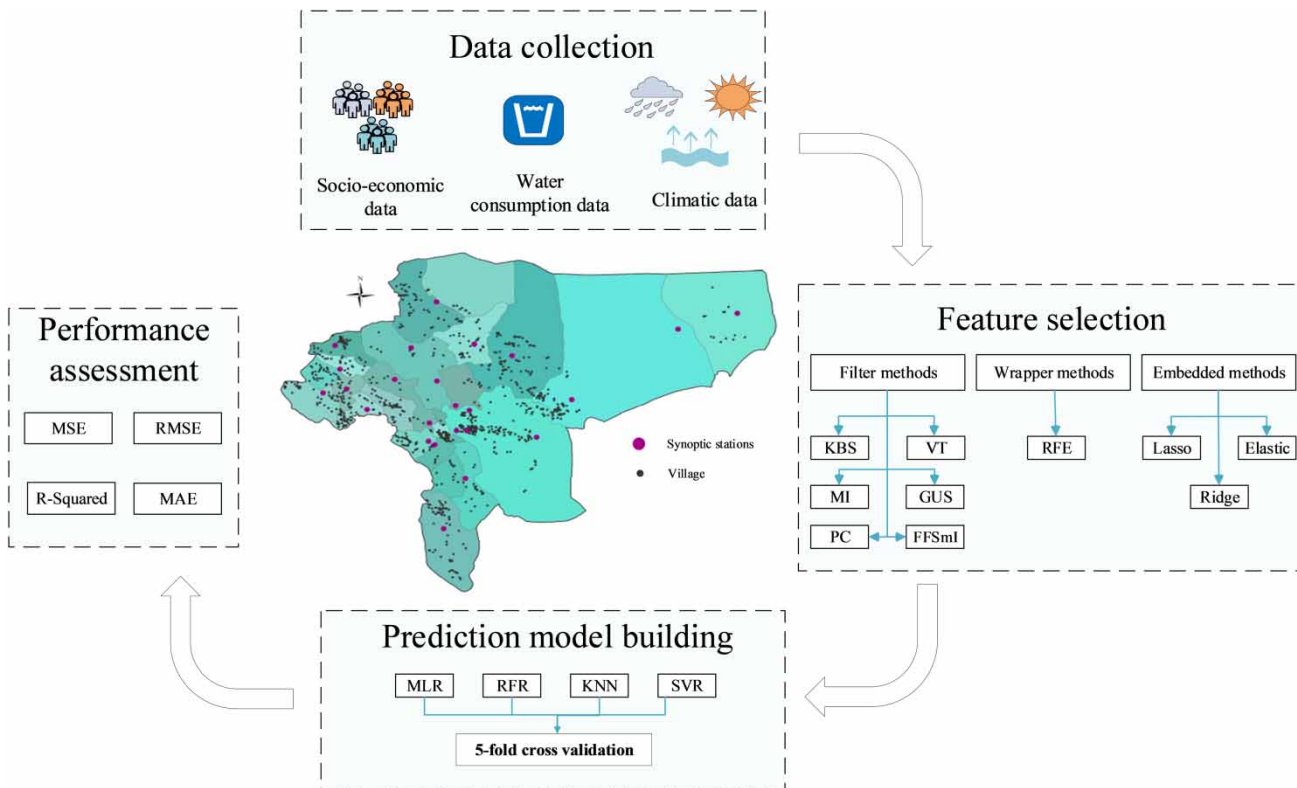 Data collection
Socio-economic
data
Water
consumption data
Climatic data
N
Synoptic stations
Village
Feature selection
Filter methods
Wrapper methods
Embedded methods
KBS
VT
RFE
Lasso
Elastic
MI
GUS
Ridge
PC
FFSmI
Prediction model building
MLR
RFR
KNN
SVR
5-fold cross validation
Performance
assessment
MSE
RMSE
R-Squared
MAE